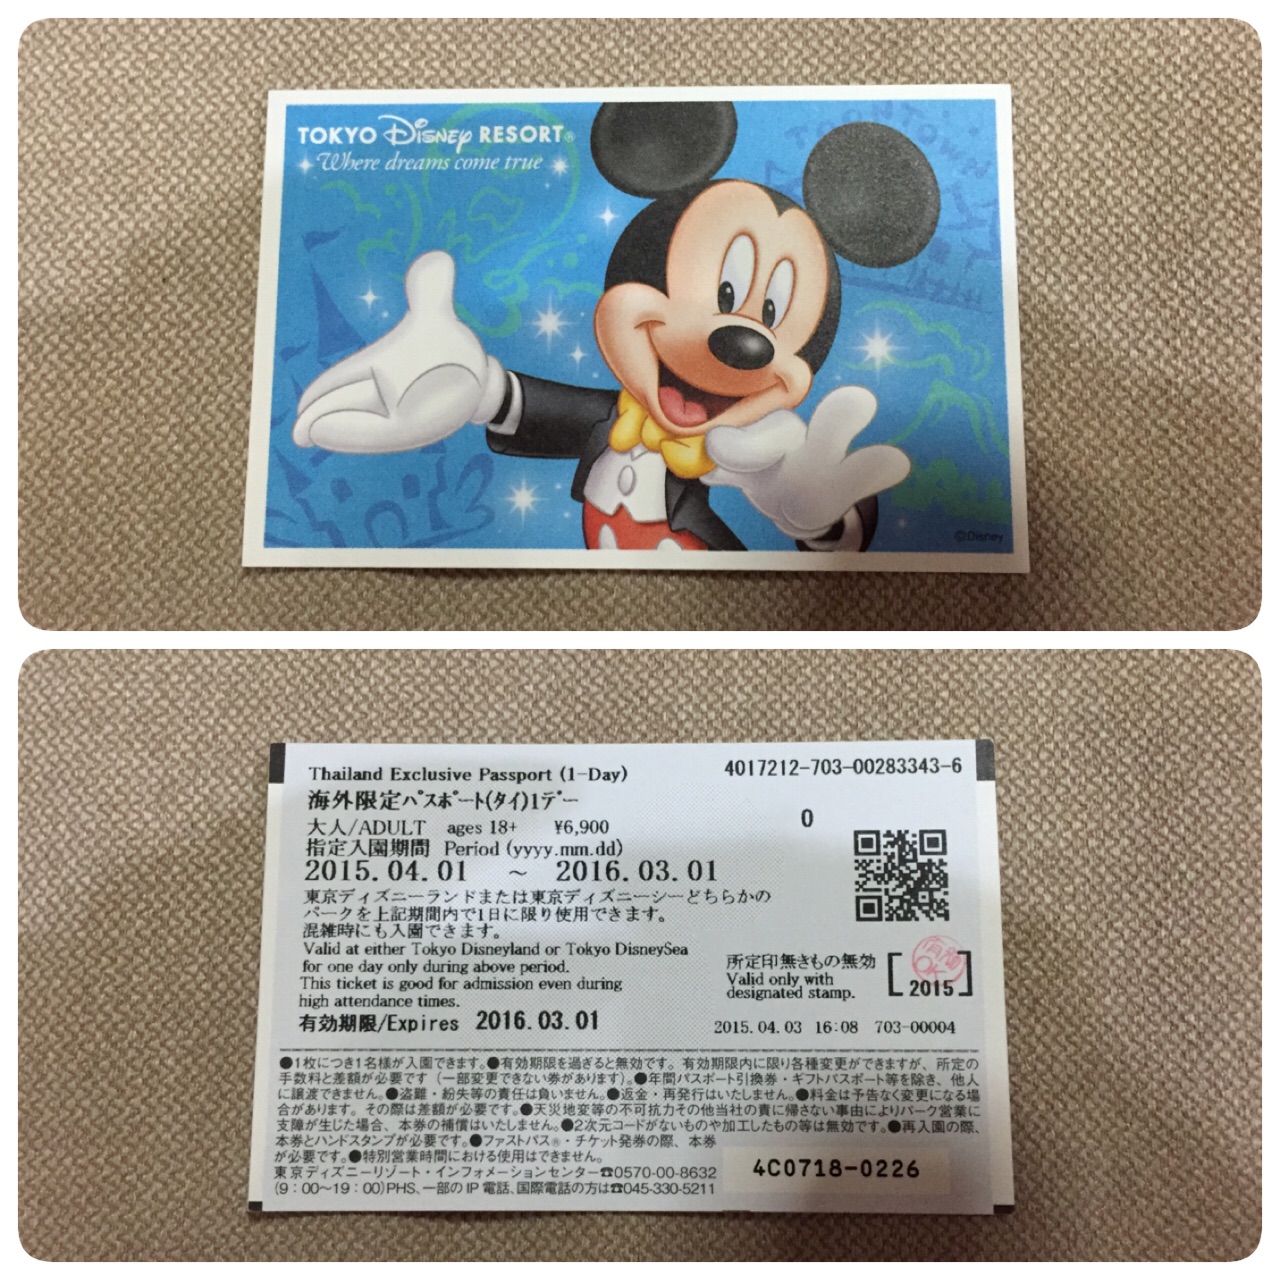 TOKYO Disney RESORT®
Where dreams come true
TOONTOWN
©Disney
Thailand Exclusive Passport (1-Day)
4017212-703-00283343-6
海外限定ﾊﾟｽﾎﾟｰﾄ(ﾀｲ)1ﾃﾞｰ
大人/ADULT ages 18+ ¥6,900
0
指定入園期間 Period (yyyy.mm.dd)
2015.04.01 ～ 2016.03.01
東京ディズニーランドまたは東京ディズニーシーどちらかの
パークを上記期間内で1日に限り使用できます。
混雑時にも入園できます。
Valid at either Tokyo Disneyland or Tokyo DisneySea
for one day only during above period.
This ticket is good for admission even during
high attendance times.
所定印無きもの無効
Valid only with
designated stamp.
[2015]
有効期限/Expires 2016.03.01
2015.04.03 16:08 703-00004
●1枚につき1名様が入園できます。●有効期限を過ぎると無効です。有効期限内に限り各種変更ができますが、所定の
手数料と差額が必要です（一部変更できない券があります）。●年間パスポート引換券・ギフトパスポート等を除き、他人
に譲渡できません。●盗難・紛失等の責任は負いません。●返金・再発行はいたしません。●料金は予告なく変更になる場
合があります。その際は差額が必要です。●天災地変等の不可抗力その他当社の責に帰さない事由によりパーク営業に
支障が生じた場合、本券の補償はいたしません。●2次元コードがないものや加工したもの等は無効です。●再入園の際、
本券とハンドスタンプが必要です。●ファストパス®・チケット発券の際、本券
が必要です。●特別営業時間における使用はできません。
東京ディズニーリゾート・インフォメーションセンター☎0570-00-8632
(9：00〜19：00)PHS、一部のIP電話、国際電話の方は☎045-330-5211
4C0718-0226